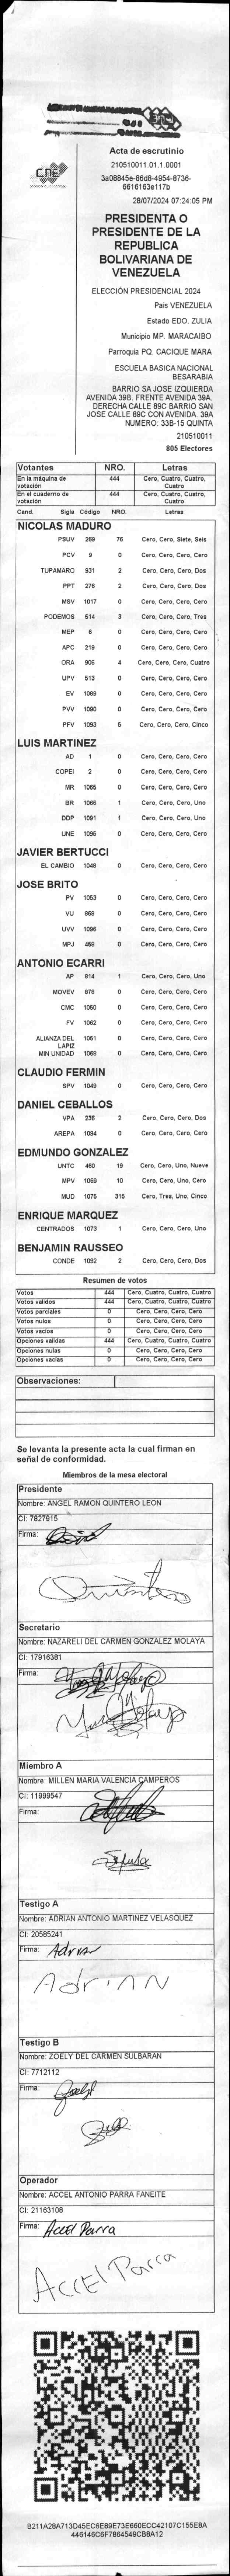 CNE
Acta de escrutinio
210510011.01.1.0001
3a08845e-86d8-4954-8736-
6616163e117b
28/07/2024 07:24:05 PM
PRESIDENTA O
PRESIDENTE DE LA
REPUBLICA
BOLIVARIANA DE
VENEZUELA
ELECCIÓN PRESIDENCIAL 2024
Pais VENEZUELA
Estado EDO. ZULIA
Municipio MP. MARACAIBO
Parroquia PQ. CACIQUE MARA
ESCUELA BASICA NACIONAL
BESARABIA
BARRIO SA JOSE IZQUIERDA
AVENIDA 39B. FRENTE AVENIDA 39A.
DERECHA CALLE 89C BARRIO SAN
JOSE CALLE 89C CON AVENIDA. 39A
NUMERO: 33B-15 QUINTA
210510011
805 Electores
Votantes NRO. Letras
En la máquina de votación 444 Cero, Cuatro, Cuatro, Cuatro
En el cuaderno de votación 444 Cero, Cuatro, Cuatro, Cuatro
Cand. Sigla Código NRO. Letras
NICOLAS MADURO
PSUV 269 76 Cero, Cero, Siete, Seis
PCV 9 0 Cero, Cero, Cero, Cero
TUPAMARO 931 2 Cero, Cero, Cero, Dos
PPT 276 2 Cero, Cero, Cero, Dos
MSV 1017 0 Cero, Cero, Cero, Cero
PODEMOS 514 3 Cero, Cero, Cero, Tres
MEP 6 0 Cero, Cero, Cero, Cero
APC 219 0 Cero, Cero, Cero, Cero
ORA 906 4 Cero, Cero, Cero, Cuatro
UPV 513 0 Cero, Cero, Cero, Cero
EV 1089 0 Cero, Cero, Cero, Cero
PVV 1090 0 Cero, Cero, Cero, Cero
PFV 1093 5 Cero, Cero, Cero, Cinco
LUIS MARTINEZ
AD 1 0 Cero, Cero, Cero, Cero
COPEI 2 0 Cero, Cero, Cero, Cero
MR 1065 0 Cero, Cero, Cero, Cero
BR 1066 1 Cero, Cero, Cero, Uno
DDP 1091 1 Cero, Cero, Cero, Uno
UNE 1095 0 Cero, Cero, Cero, Cero
JAVIER BERTUCCI
EL CAMBIO 1048 0 Cero, Cero, Cero, Cero
JOSE BRITO
PV 1053 0 Cero, Cero, Cero, Cero
VU 868 0 Cero, Cero, Cero, Cero
UVV 1096 0 Cero, Cero, Cero, Cero
MPJ 459 0 Cero, Cero, Cero, Cero
ANTONIO ECARRI
AP 814 1 Cero, Cero, Cero, Uno
MOVEV 878 0 Cero, Cero, Cero, Cero
CMC 1050 0 Cero, Cero, Cero, Cero
FV 1062 0 Cero, Cero, Cero, Cero
ALIANZA DEL LAPIZ 1051 0 Cero, Cero, Cero, Cero
MIN UNIDAD 1069 0 Cero, Cero, Cero, Cero
CLAUDIO FERMIN
SPV 1049 0 Cero, Cero, Cero, Cero
DANIEL CEBALLOS
VPA 236 2 Cero, Cero, Cero, Dos
AREPA 1094 0 Cero, Cero, Cero, Cero
EDMUNDO GONZALEZ
UNTC 460 19 Cero, Cero, Uno, Nueve
MPV 1069 10 Cero, Cero, Uno, Cero
MUD 1075 315 Cero, Tres, Uno, Cinco
ENRIQUE MARQUEZ
CENTRADOS 1073 1 Cero, Cero, Cero, Uno
BENJAMIN RAUSSEO
CONDE 1092 2 Cero, Cero, Cero, Dos
Resumen de votos
Votos 444 Cero, Cuatro, Cuatro, Cuatro
Votos validos 444 Cero, Cuatro, Cuatro, Cuatro
Votos parciales 0 Cero, Cero, Cero, Cero
Votos nulos 0 Cero, Cero, Cero, Cero
Votos vacios 0 Cero, Cero, Cero, Cero
Opciones validas 444 Cero, Cuatro, Cuatro, Cuatro
Opciones nulas 0 Cero, Cero, Cero, Cero
Opciones vacias 0 Cero, Cero, Cero, Cero
Observaciones:
Se levanta la presente acta la cual firman en
señal de conformidad.
Miembros de la mesa electoral
Presidente
Nombre: ANGEL RAMON QUINTERO LEON
CI: 7627915
Firma:
Secretario
Nombre: NAZARELI DEL CARMEN GONZALEZ MOLAYA
CI: 17916381
Firma:
Miembro A
Nombre: MILLEN MARIA VALENCIA CAMPEROS
CI: 11999547
Firma:
Testigo A
Nombre: ADRIAN ANTONIO MARTINEZ VELASQUEZ
CI: 20585241
Firma: Adrian
AdriAN
Testigo B
Nombre: ZOELY DEL CARMEN SULBARAN
CI: 7712112
Firma:
Operador
Nombre: ACCEL ANTONIO PARRA FANEITE
CI: 21163108
Firma: Accel Parra
Accel Parra
B211A28A713D45EC6E89E73E660ECC42107C155E8A
446146C6F7864549CB8A12